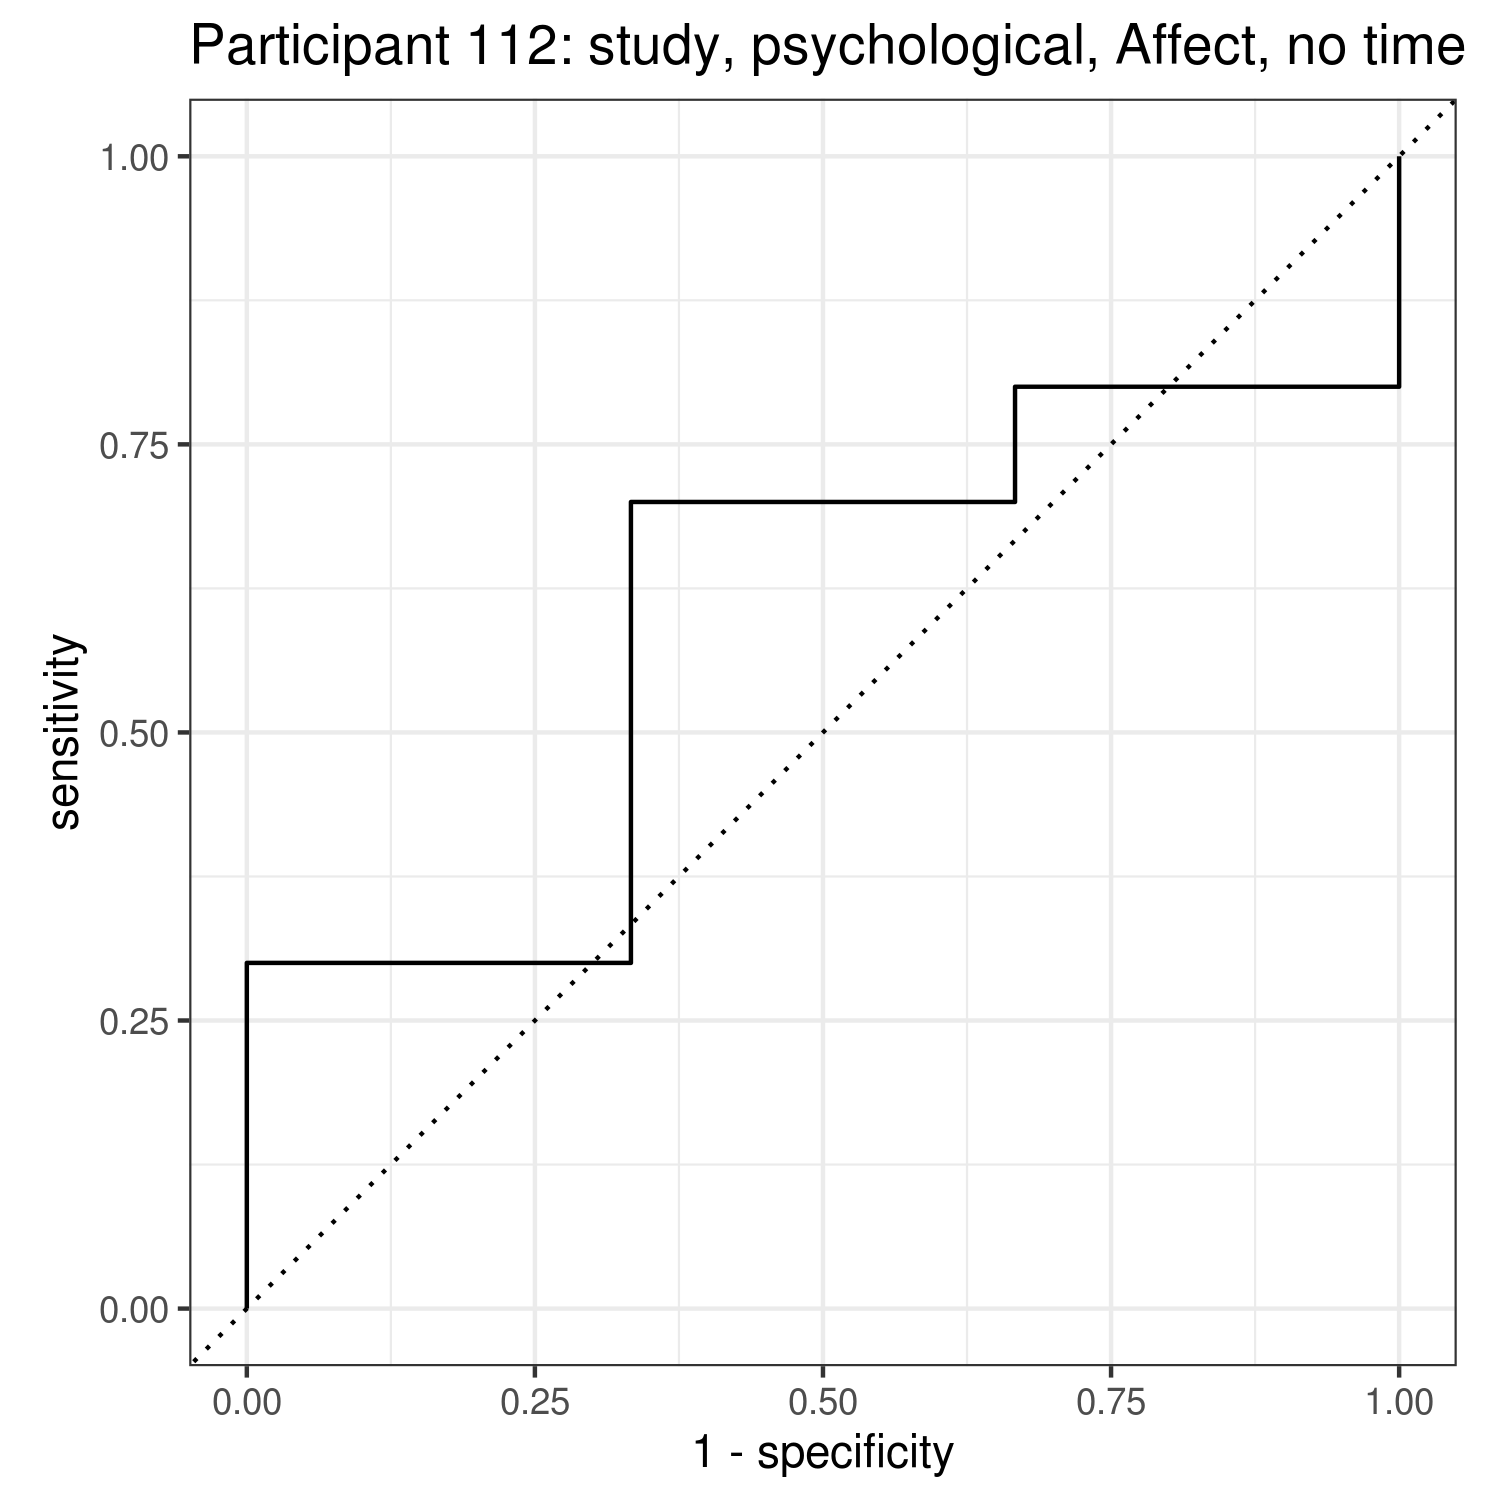 Participant 112: study, psychological, Affect, no time
1.00
0.75
0.50
0.25
0.00
sensitivity
0.00 0.25 0.50 0.75 1.00
1 - specificity